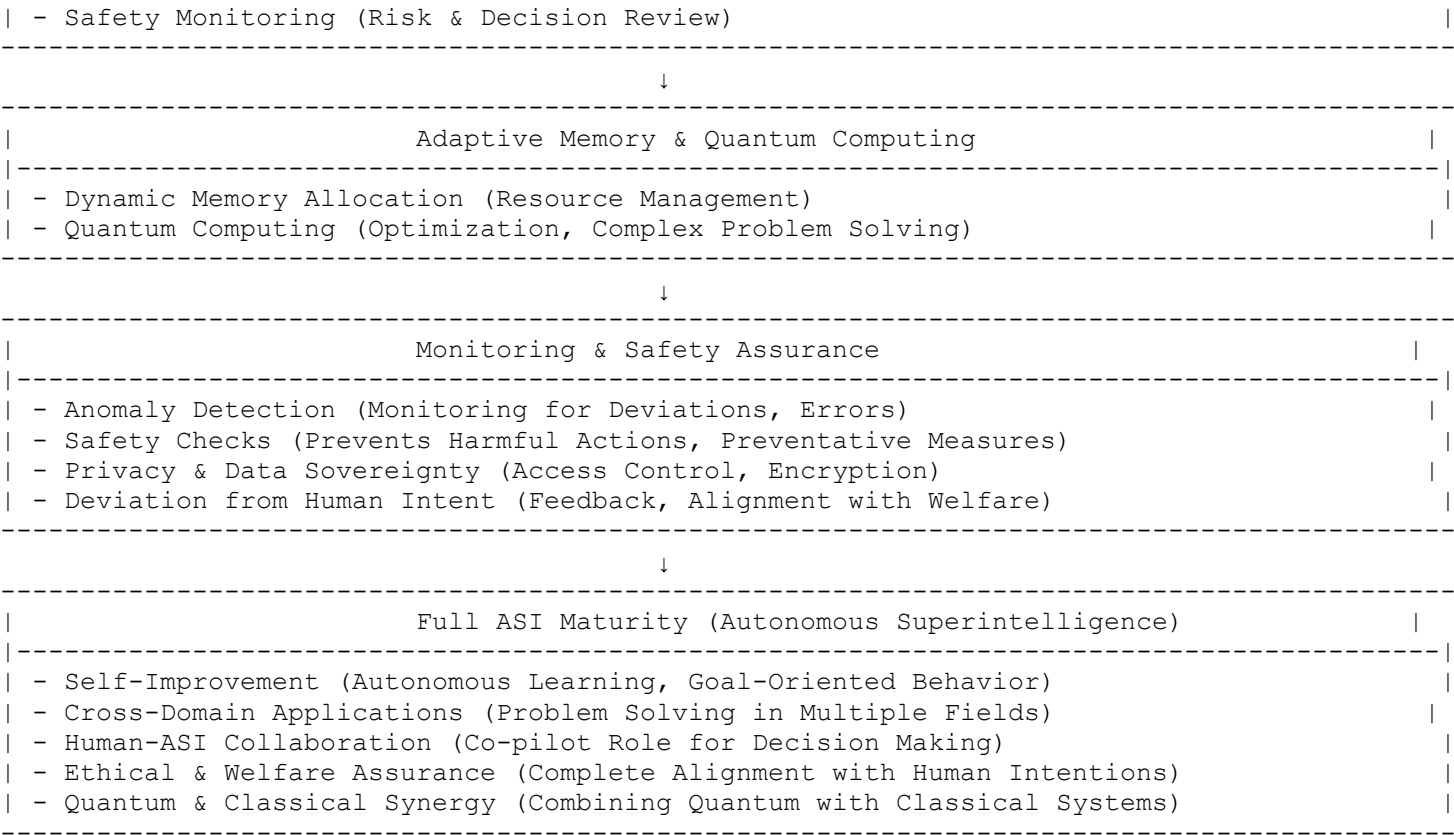 | - Safety Monitoring (Risk & Decision Review) |
-------------------------------------------------------------------------------------------
↓
-------------------------------------------------------------------------------------------
| Adaptive Memory & Quantum Computing |
|-----------------------------------------------------------------------------------------|
| - Dynamic Memory Allocation (Resource Management) |
| - Quantum Computing (Optimization, Complex Problem Solving) |
-------------------------------------------------------------------------------------------
↓
-------------------------------------------------------------------------------------------
| Monitoring & Safety Assurance |
|-----------------------------------------------------------------------------------------|
| - Anomaly Detection (Monitoring for Deviations, Errors) |
| - Safety Checks (Prevents Harmful Actions, Preventative Measures) |
| - Privacy & Data Sovereignty (Access Control, Encryption) |
| - Deviation from Human Intent (Feedback, Alignment with Welfare) |
-------------------------------------------------------------------------------------------
↓
-------------------------------------------------------------------------------------------
| Full ASI Maturity (Autonomous Superintelligence) |
|-----------------------------------------------------------------------------------------|
| - Self-Improvement (Autonomous Learning, Goal-Oriented Behavior) |
| - Cross-Domain Applications (Problem Solving in Multiple Fields) |
| - Human-ASI Collaboration (Co-pilot Role for Decision Making) |
| - Ethical & Welfare Assurance (Complete Alignment with Human Intentions) |
| - Quantum & Classical Synergy (Combining Quantum with Classical Systems) |
-------------------------------------------------------------------------------------------